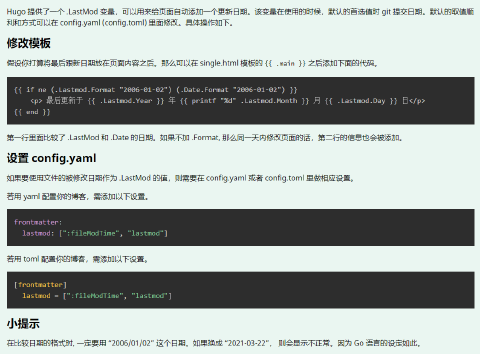 Hugo 提供了一个 .LastMod 变量，可以用来给页面自动添加一个更新日期。该变量在使用的时候，默认的首选值时 git 提交日期。默认的取值顺
利和方式可以在 config.yaml (config.toml) 里面修改。具体操作如下。
修改模板
假设你打算将最后跟新日期放在页面内容之后。那么可以在 single.html 模板的 {{ .main }} 之后添加下面的代码。
{{ if ne (.Lastmod.Format "2006-01-02") (.Date.Format "2006-01-02") }}
<p> 最后更新于 {{ .Lastmod.Year }} 年 {{ printf "%d" .Lastmod.Month }} 月 {{ .Lastmod.Day }} 日</p>
{{ end }}
第一行里面比较了 .LastMod 和 .Date 的日期。如果不加 .Format, 那么同一天内修改页面的话，第二行的信息也会被添加。
设置 config.yaml
如果要使用文件的被修改日期作为 .LastMod 的值，则需要在 config.yaml 或者 config.toml 里做相应设置。
若用 yaml 配置你的博客，需添加以下设置。
frontmatter:
lastmod: [":fileModTime", "lastmod"]
若用 toml 配置你的博客，需添加以下设置。
[frontmatter]
lastmod = [":fileModTime", "lastmod"]
小提示
在比较日期的格式时, 一定要用 "2006/01/02" 这个日期。如果换成 "2021-03-22"， 则会显示不正常。因为 Go 语言的设定如此。